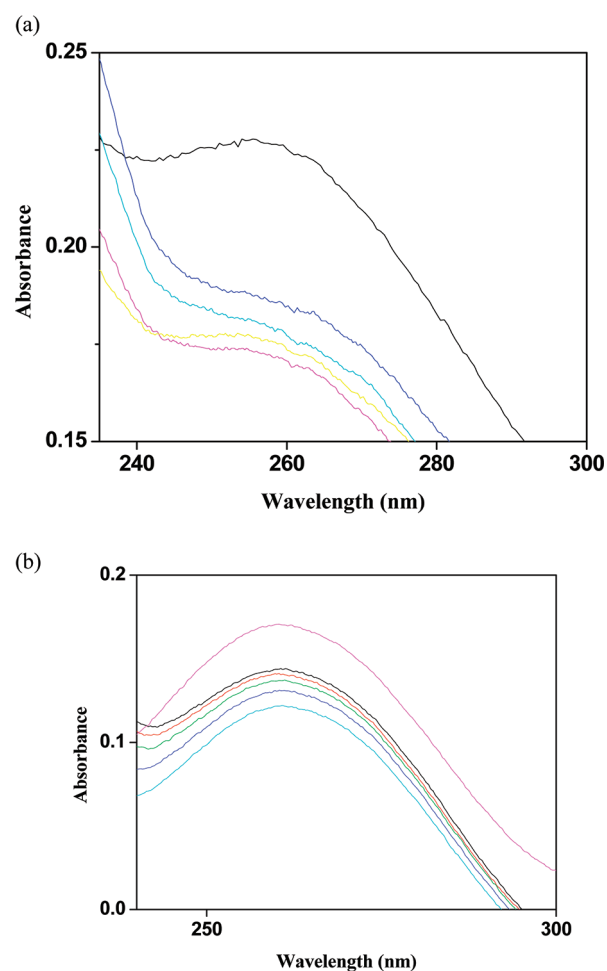 (a)
0.25
0.20
0.15
Absorbance
240 260 280 300
Wavelength (nm)
(b)
0.2
0.1
0.0
Absorbance
250 300
Wavelength (nm)